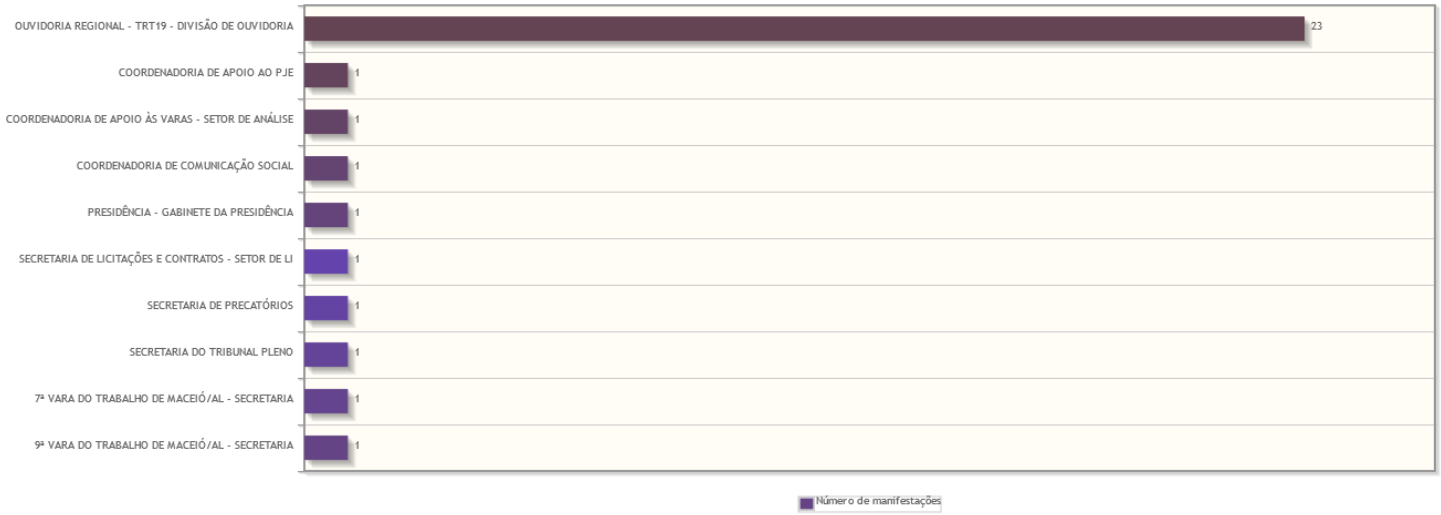 OUVIDORIA REGIONAL - TRT19 - DIVISÃO DE OUVIDORIA 23
COORDENADORIA DE APOIO AO PJE 1
COORDENADORIA DE APOIO ÀS VARAS - SETOR DE ANÁLISE 1
COORDENADORIA DE COMUNICAÇÃO SOCIAL 1
PRESIDÊNCIA - GABINETE DA PRESIDÊNCIA 1
SECRETARIA DE LICITAÇÕES E CONTRATOS - SETOR DE LI 1
SECRETARIA DE PRECATÓRIOS 1
SECRETARIA DO TRIBUNAL PLENO 1
7ª VARA DO TRABALHO DE MACEIÓ/AL - SECRETARIA 1
9ª VARA DO TRABALHO DE MACEIÓ/AL - SECRETARIA 1
Número de manifestações